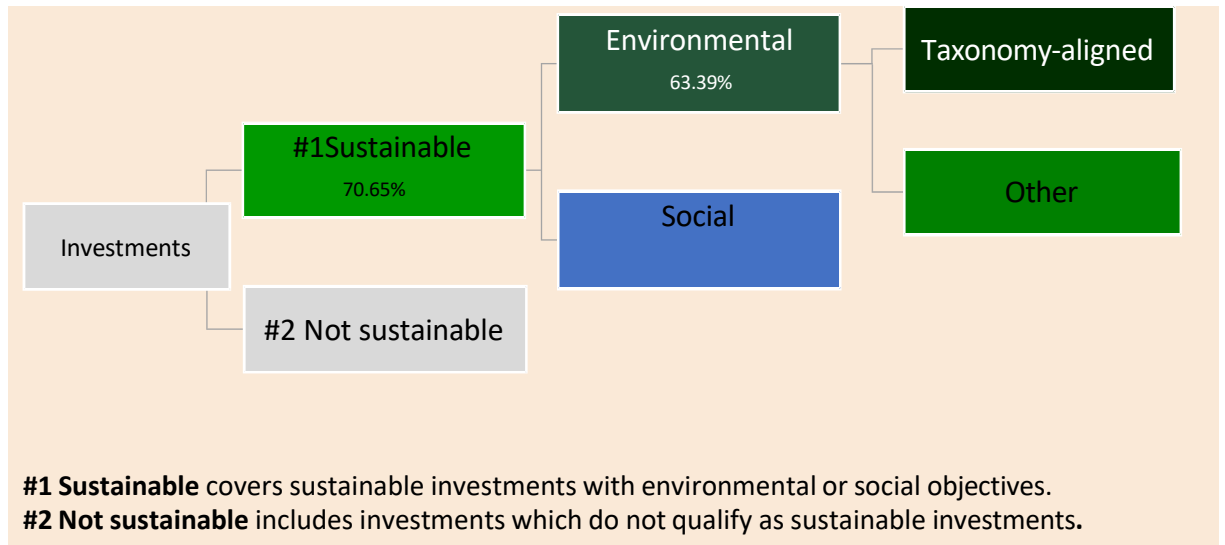 Environmental
63.39%
Taxonomy-aligned
#1Sustainable
70.65%
Social
Other
Investments
#2 Not sustainable
#1 Sustainable covers sustainable investments with environmental or social objectives.
#2 Not sustainable includes investments which do not qualify as sustainable investments.